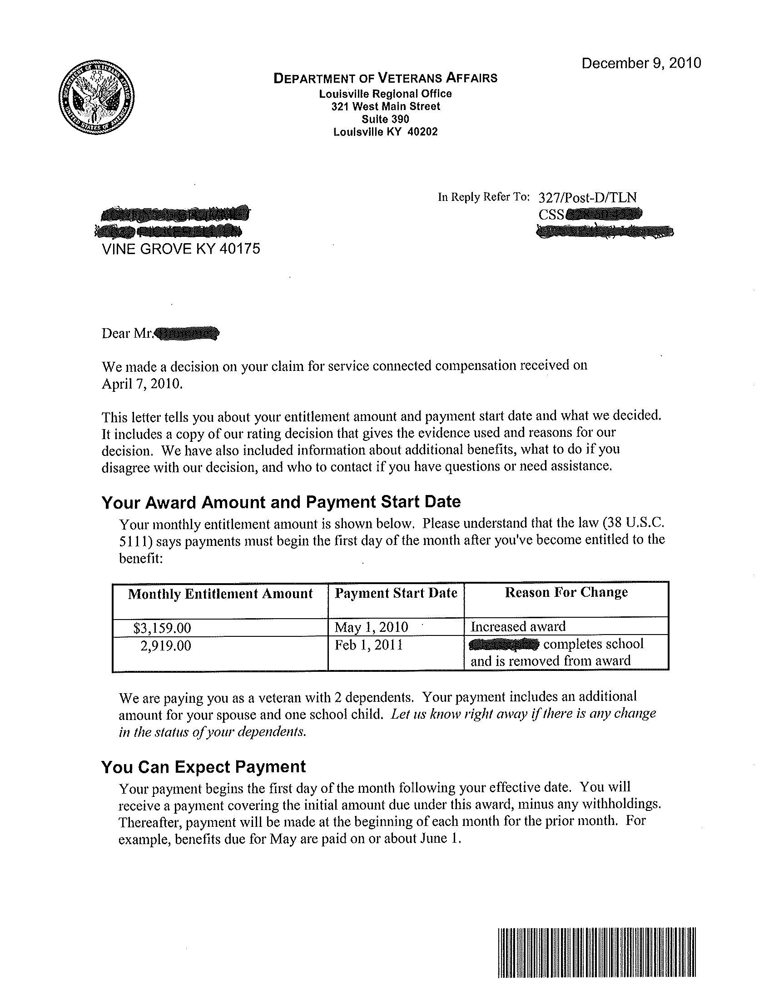 December 9, 2010
DEPARTMENT OF VETERANS AFFAIRS
Louisville Regional Office
321 West Main Street
Suite 390
Louisville KY 40202
DEPARTMENT OF VETERANS AFFAIRS
UNITED STATES OF AMERICA
In Reply Refer To: 327/Post-D/TLN
CSS
VINE GROVE KY 40175
Dear Mr.
We made a decision on your claim for service connected compensation received on
April 7, 2010.
This letter tells you about your entitlement amount and payment start date and what we decided.
It includes a copy of our rating decision that gives the evidence used and reasons for our
decision. We have also included information about additional benefits, what to do if you
disagree with our decision, and who to contact if you have questions or need assistance.
Your Award Amount and Payment Start Date
Your monthly entitlement amount is shown below. Please understand that the law (38 U.S.C.
5111) says payments must begin the first day of the month after you've become entitled to the
benefit:
Monthly Entitlement Amount Payment Start Date Reason For Change
$3,159.00 May 1, 2010 Increased award
2,919.00 Feb 1, 2011 completes school
and is removed from award
We are paying you as a veteran with 2 dependents. Your payment includes an additional
amount for your spouse and one school child. Let us know right away if there is any change
in the status of your dependents.
You Can Expect Payment
Your payment begins the first day of the month following your effective date. You will
receive a payment covering the initial amount due under this award, minus any withholdings.
Thereafter, payment will be made at the beginning of each month for the prior month. For
example, benefits due for May are paid on or about June 1.